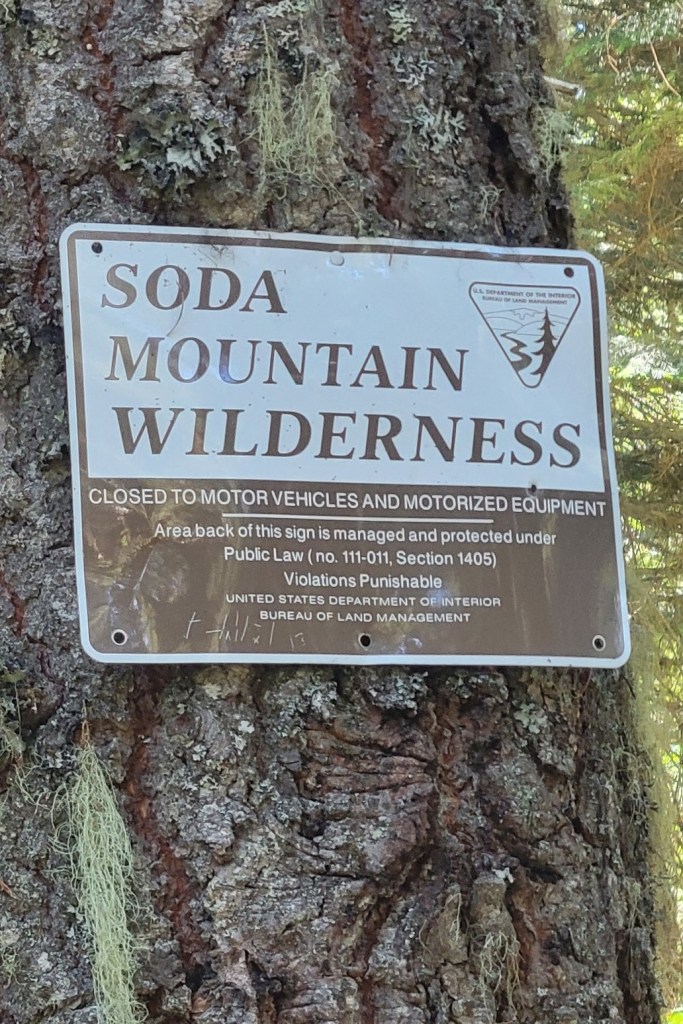 SODA
MOUNTAIN
WILDERNESS
U.S. DEPARTMENT OF THE INTERIOR
BUREAU OF LAND MANAGEMENT
CLOSED TO MOTOR VEHICLES AND MOTORIZED EQUIPMENT
Area back of this sign is managed and protected under
Public Law ( no. 111-011, Section 1405)
Violations Punishable
UNITED STATES DEPARTMENT OF INTERIOR
BUREAU OF LAND MANAGEMENT